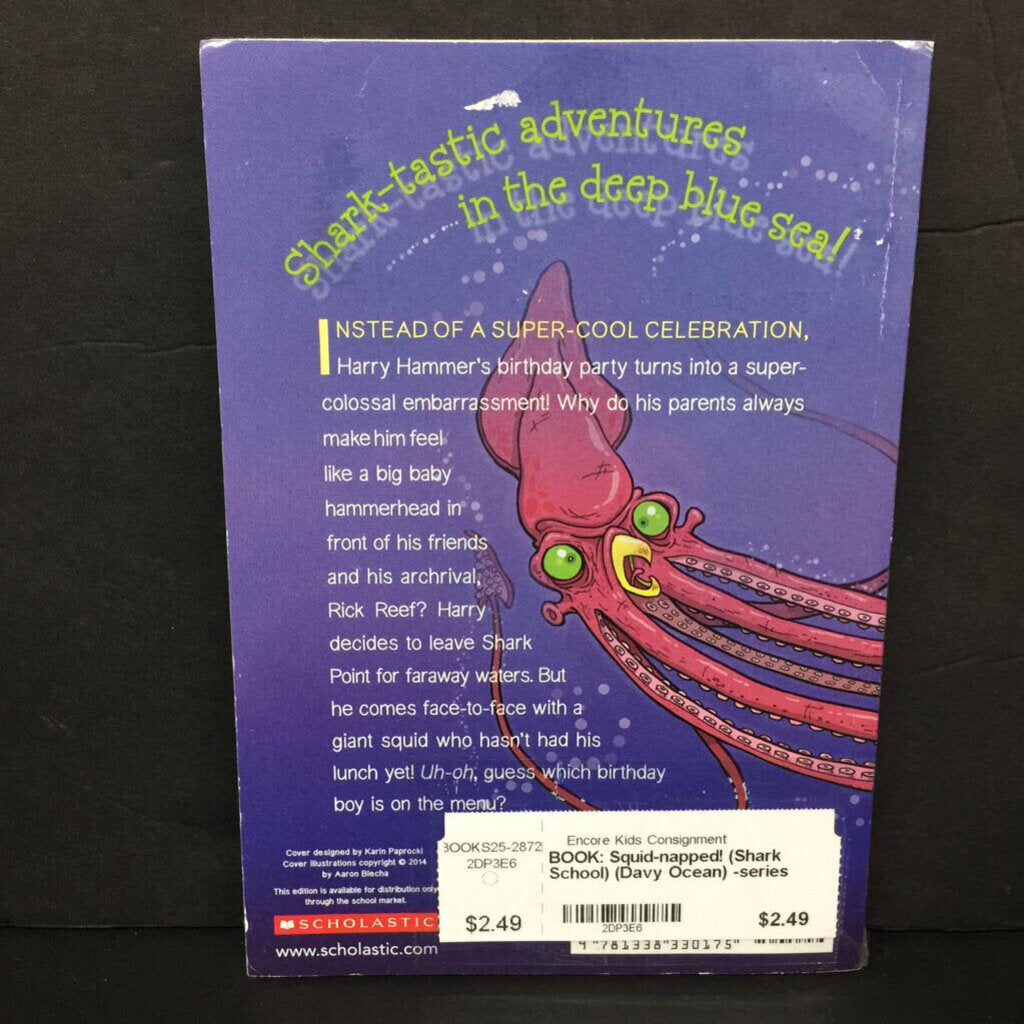 Shark-tastic adventures
in the deep blue sea!
INSTEAD OF A SUPER-COOL CELEBRATION,
Harry Hammer's birthday party turns into a super-
colossal embarrassment! Why do his parents always
make him feel
like a big baby
hammerhead in
front of his friends
and his archrival,
Rick Reef? Harry
decides to leave Shark
Point for faraway waters. But
he comes face-to-face with a
giant squid who hasn't had his
lunch yet! Uh-oh, guess which birthday
boy is on the menu?
Cover designed by Karin Paprocki
Cover illustrations copyright © 2014
by Aaron Blecha
This edition is available for distribution only
through the school market.
SCHOLASTIC
www.scholastic.com
BOOKS25-2872
2DP3E6
$2.49
Encore Kids Consignment
BOOK: Squid-napped! (Shark
School) (Davy Ocean) -series
2DP3E6
$2.49
9 781338 330175